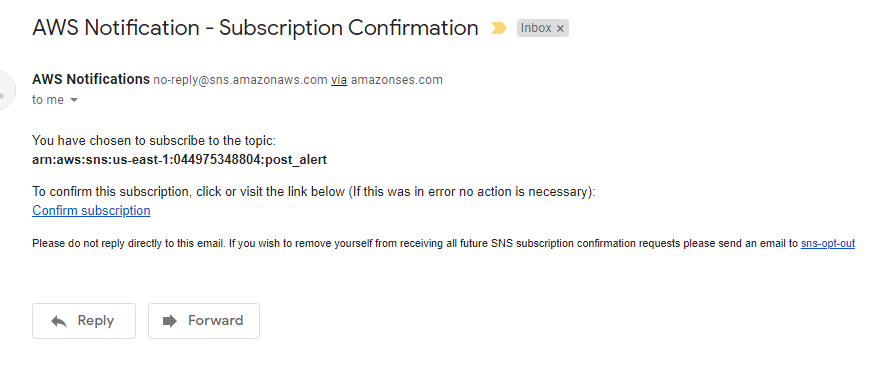 AWS Notification - Subscription Confirmation Inbox x
AWS Notifications no-reply@sns.amazonaws.com via amazonses.com
to me
You have chosen to subscribe to the topic:
arn:aws:sns:us-east-1:044975348804:post_alert
To confirm this subscription, click or visit the link below (If this was in error no action is necessary):
Confirm subscription
Please do not reply directly to this email. If you wish to remove yourself from receiving all future SNS subscription confirmation requests please send an email to sns-opt-out
Reply Forward